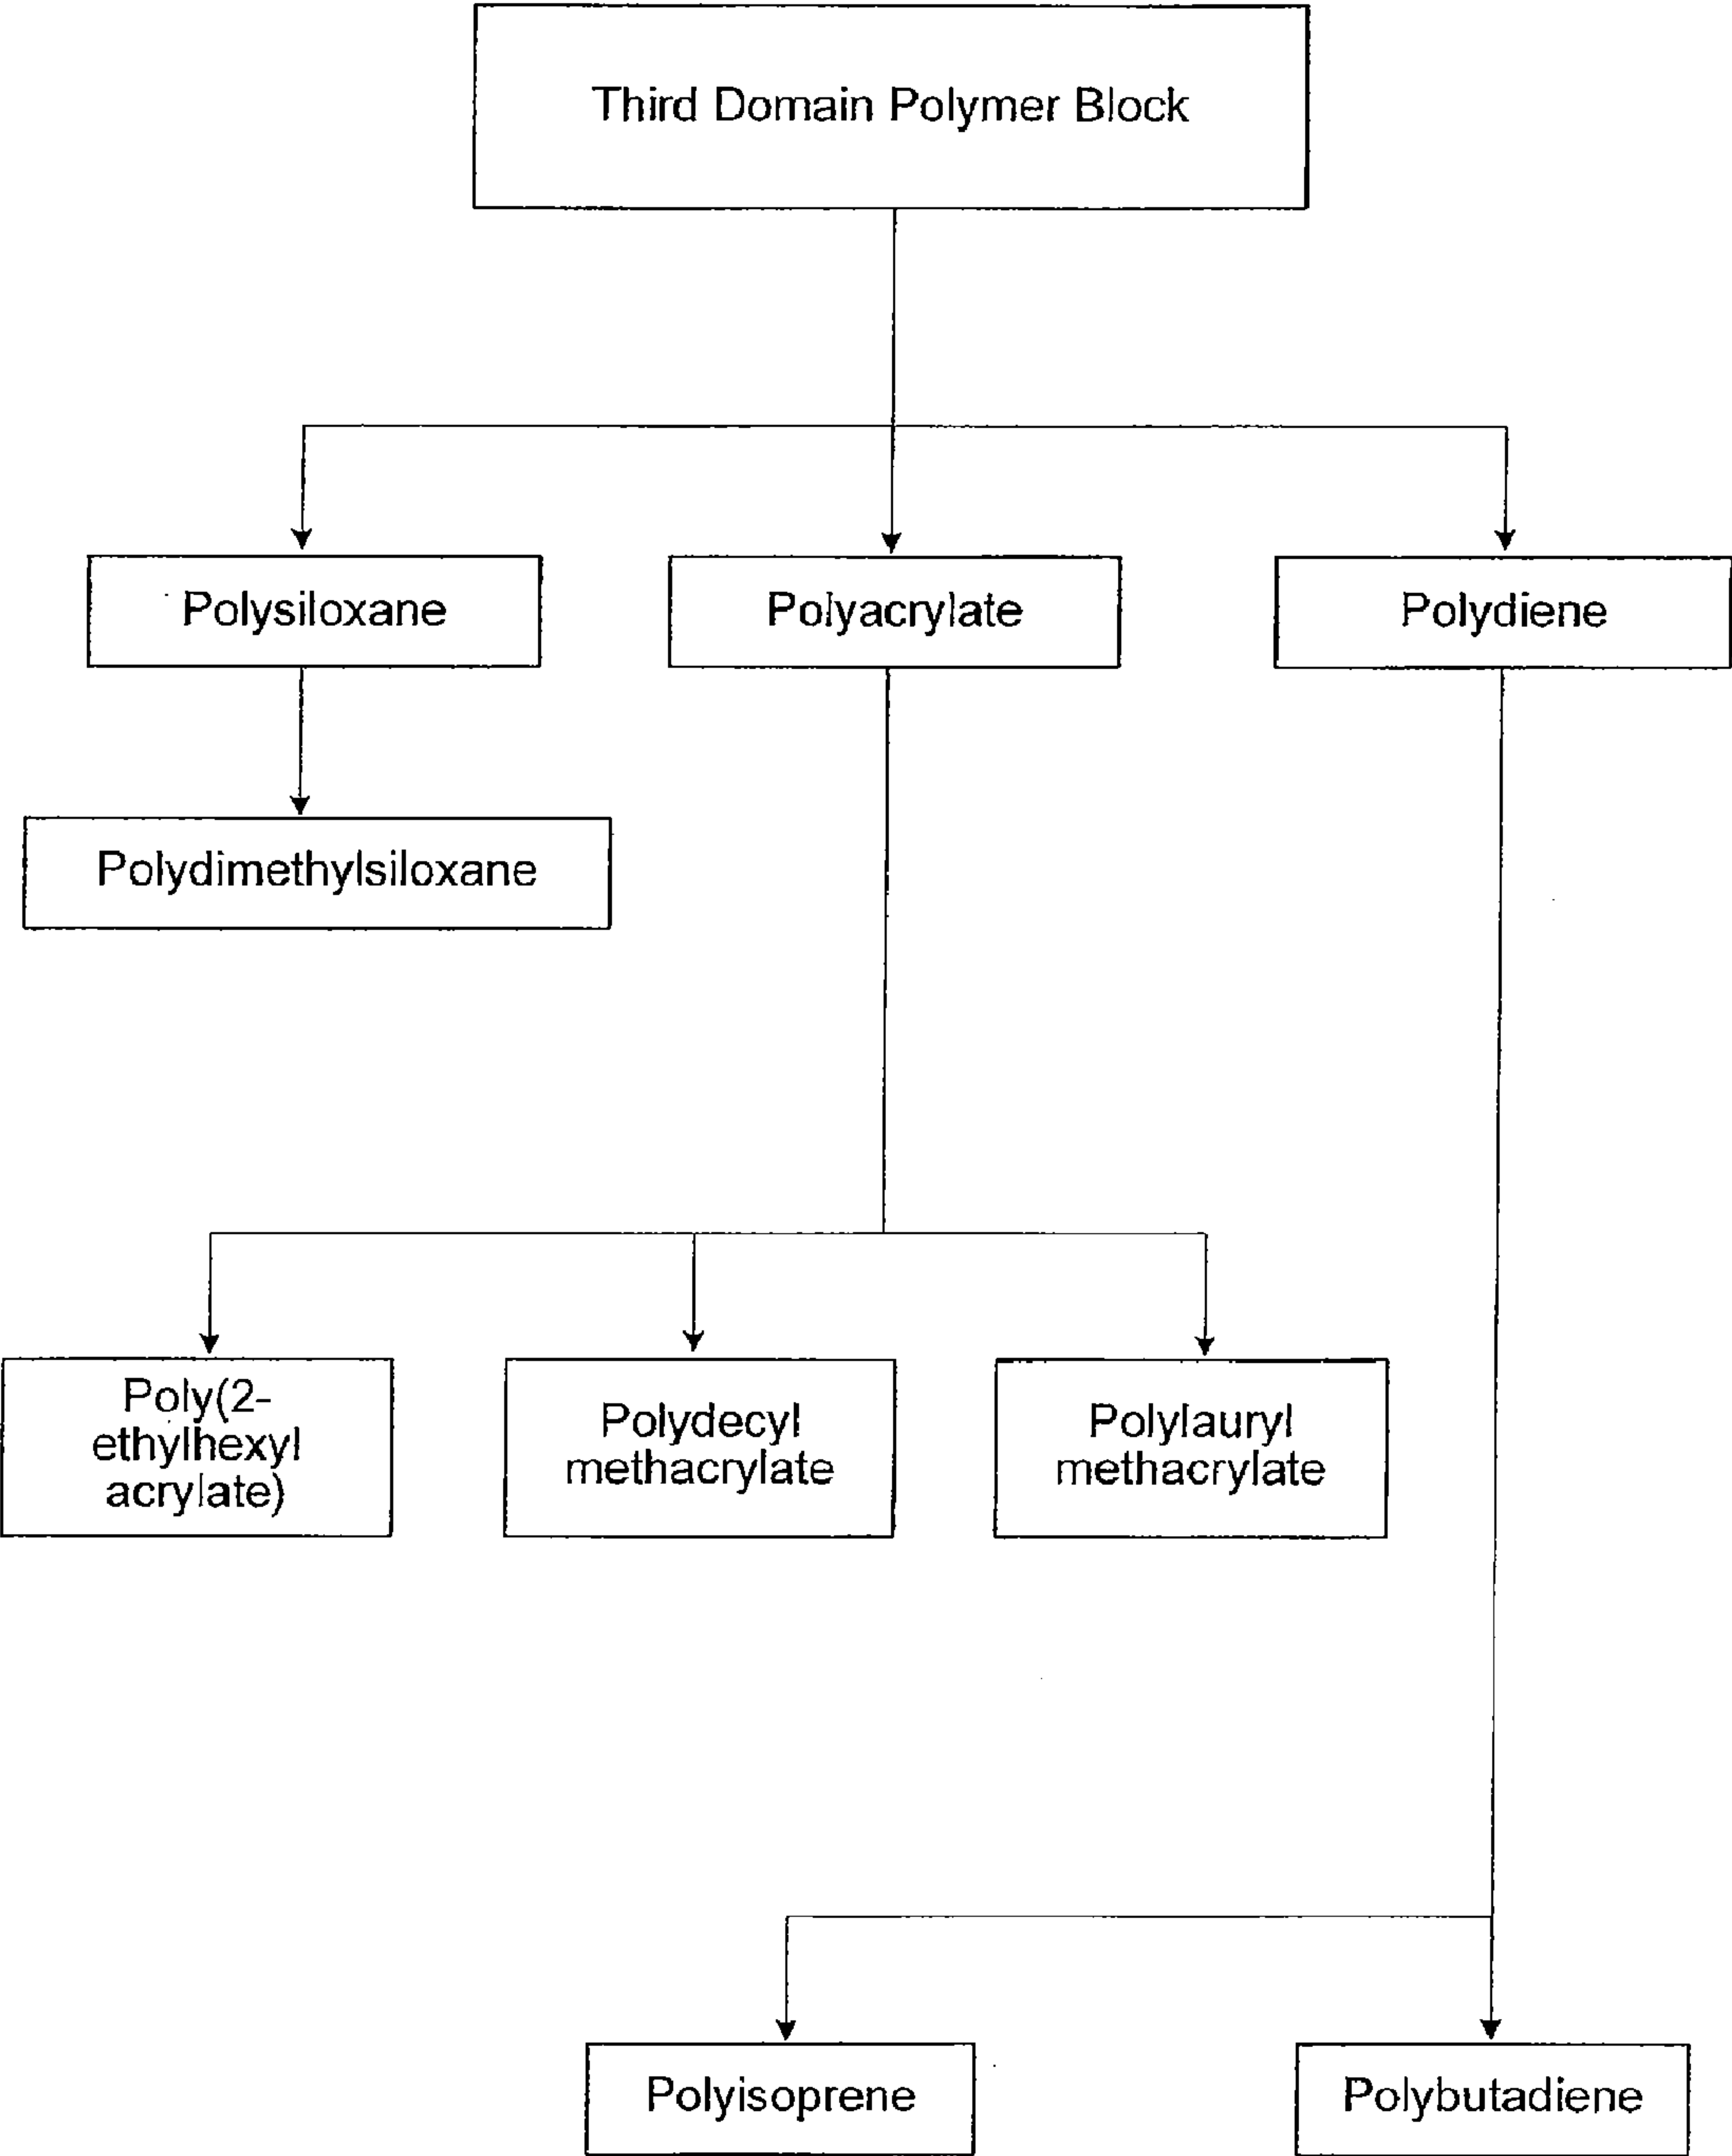 Third Domain Polymer Block
Polysiloxane
Polyacrylate
Polydiene
Polydimethylsiloxane
Poly(2-
ethylhexyl
acrylate)
Polydecyl
methacrylate
Polylauryl
methacrylate
Polyisoprene
Polybutadiene